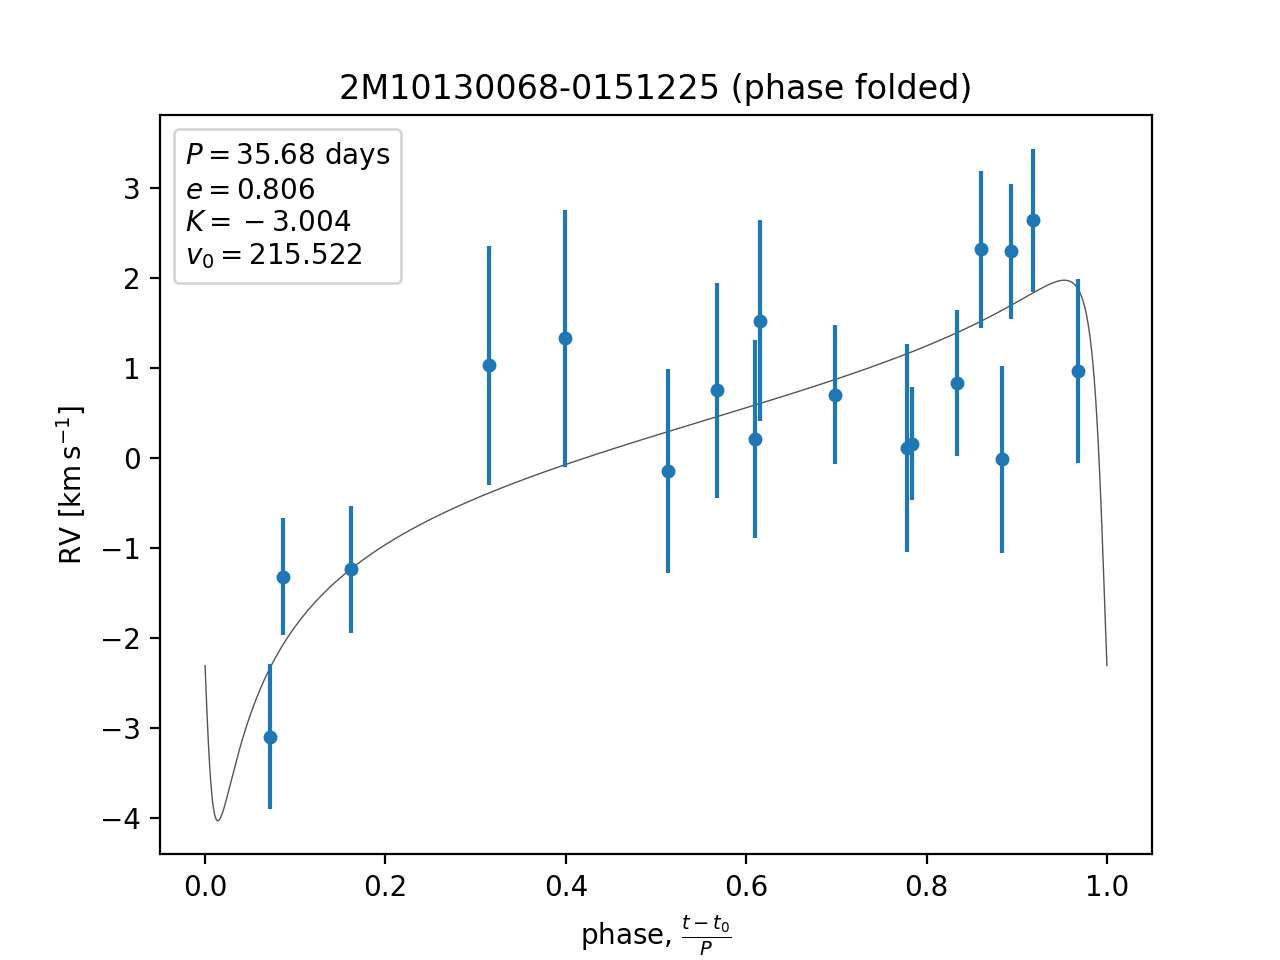 2M10130068-0151225 (phase folded)
P = 35.68 days
e = 0.806
K = −3.004
v₀ = 215.522
3
2
1
0
−1
−2
−3
−4
RV [km s⁻¹]
0.0 0.2 0.4 0.6 0.8 1.0
phase, (t − t₀)/P